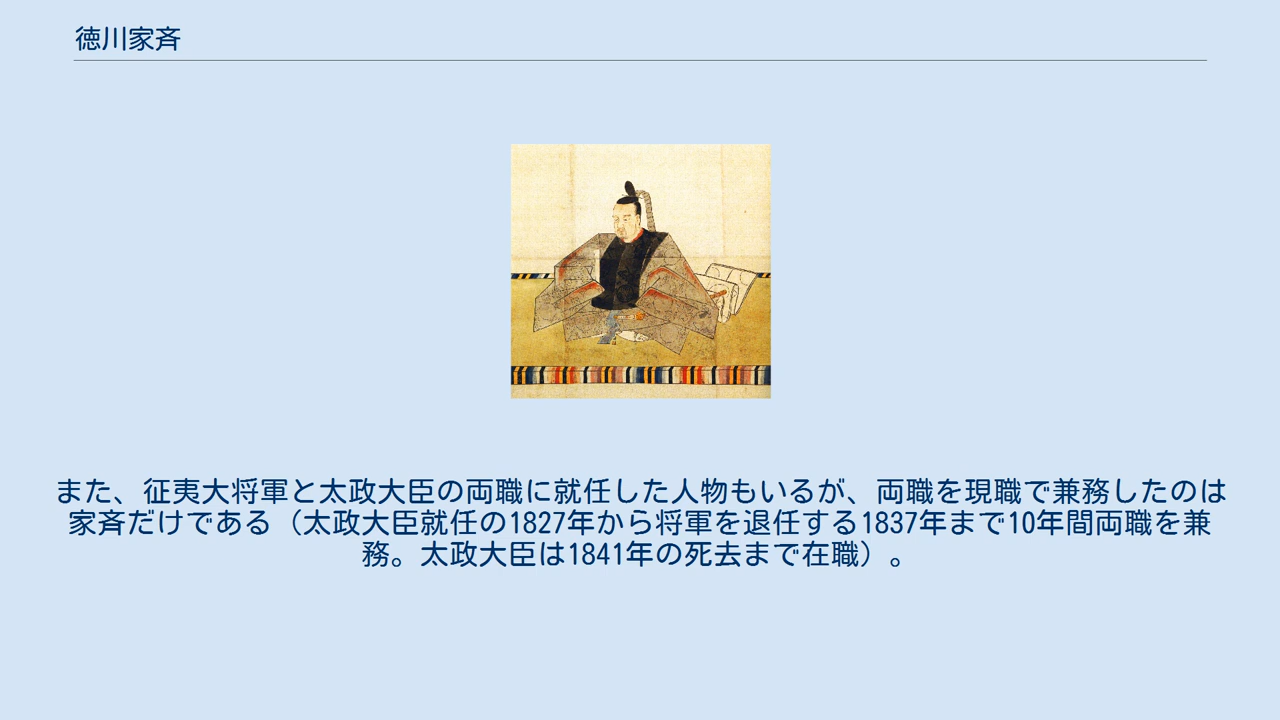 徳川家斉
また、征夷大将軍と太政大臣の両職に就任した人物もいるが、両職を現職で兼務したのは
家斉だけである（太政大臣就任の1827年から将軍を退任する1837年まで10年間両職を兼
務。太政大臣は1841年の死去まで在職）。